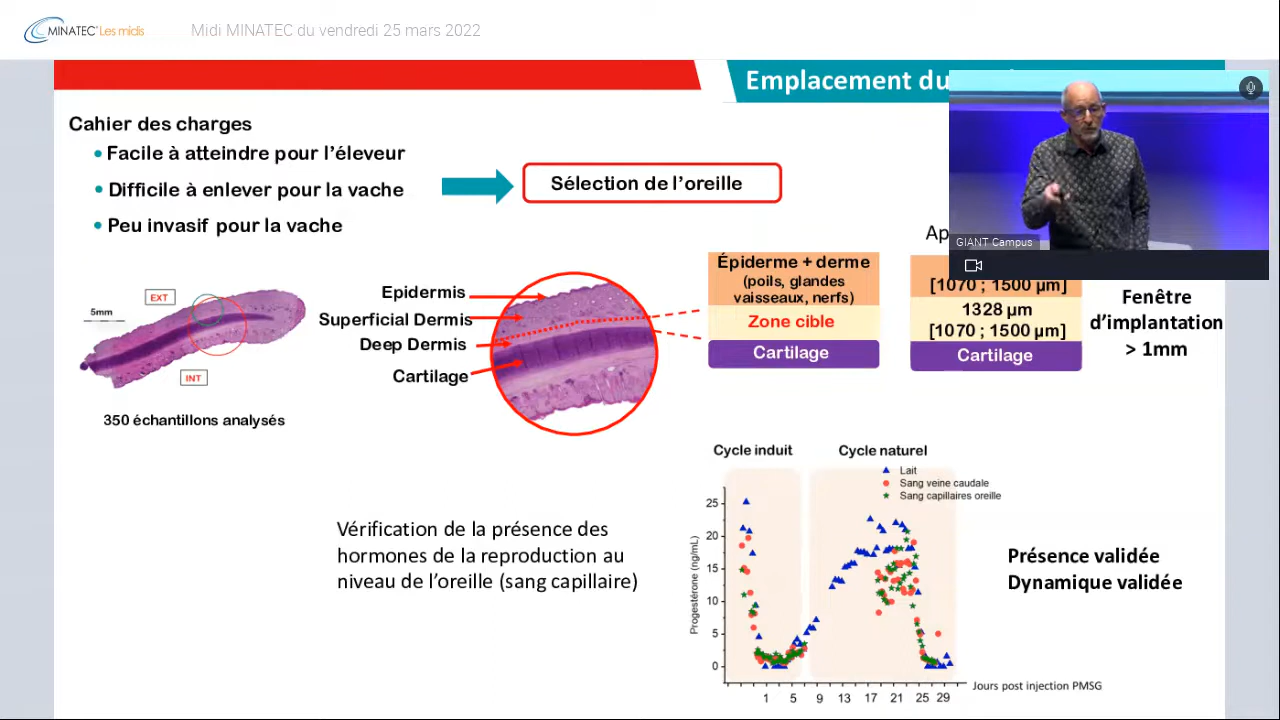 MINATEC Les midis
Midi MINATEC du vendredi 25 mars 2022
Emplacement du
Cahier des charges
• Facile à atteindre pour l'éleveur
• Difficile à enlever pour la vache
• Peu invasif pour la vache
Sélection de l'oreille
GIANT Campus
EXT
5mm
INT
350 échantillons analysés
Epidermis
Superficial Dermis
Deep Dermis
Cartilage
Épiderme + derme
(poils, glandes
vaisseaux, nerfs)
Zone cible
Cartilage
Ap
[1070 ; 1500 µm]
1328 µm
[1070 ; 1500 µm]
Cartilage
Fenêtre
d'implantation
> 1mm
Vérification de la présence des
hormones de la reproduction au
niveau de l'oreille (sang capillaire)
Cycle induit
Cycle naturel
Lait
Sang veine caudale
Sang capillaires oreille
Progestérone (ng/mL)
25
20
15
10
5
0
1 5 9 13 17 21 25 29
Jours post injection PMSG
Présence validée
Dynamique validée